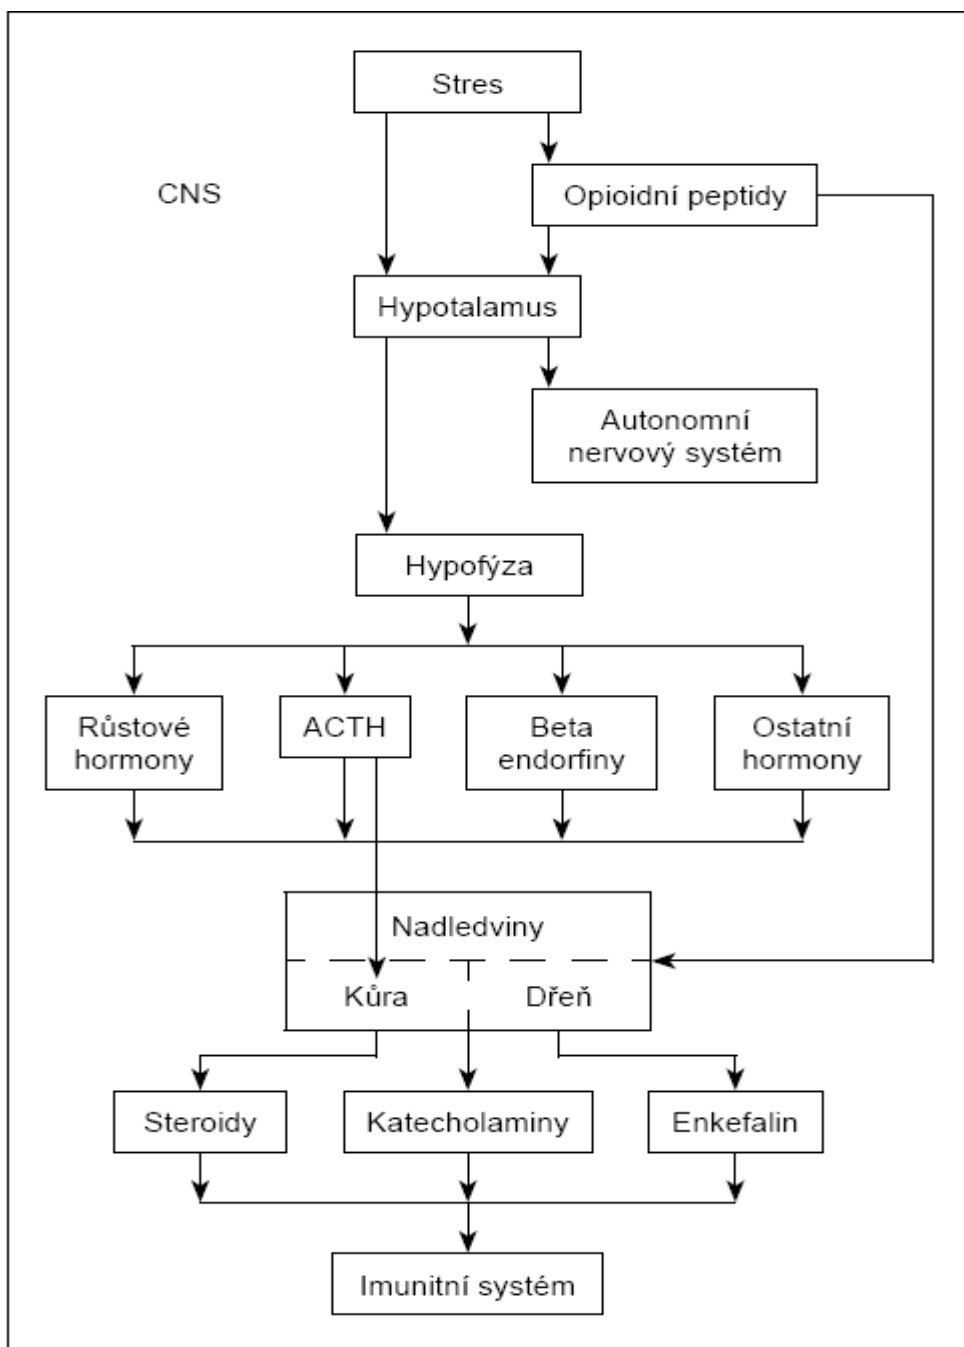 Stres
CNS
Opioidní peptidy
Hypotalamus
Autonomní
nervový systém
Hypofýza
Růstové
hormony
ACTH
Beta
endorfiny
Ostatní
hormony
Nadledviny
Kůra
Dřeň
Steroidy
Katecholaminy
Enkefalin
Imunitní systém